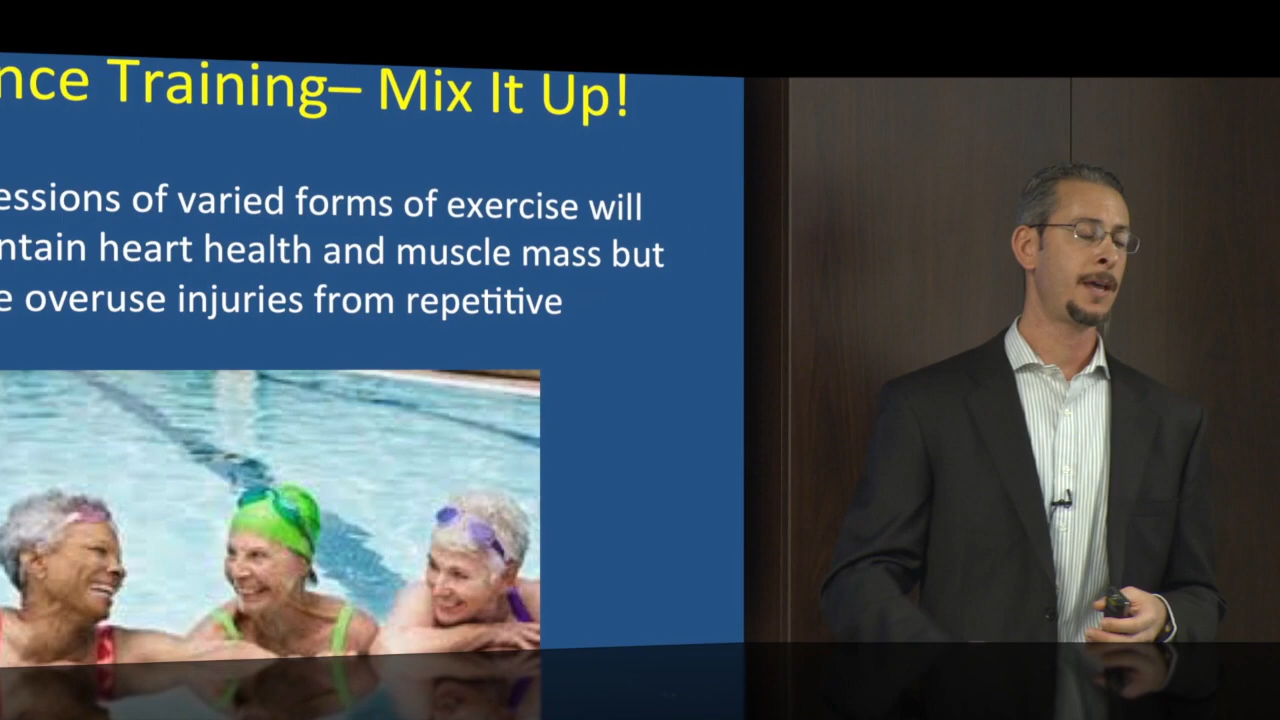 nce Training– Mix It Up!
essions of varied forms of exercise will
ntain heart health and muscle mass but
e overuse injuries from repetitive